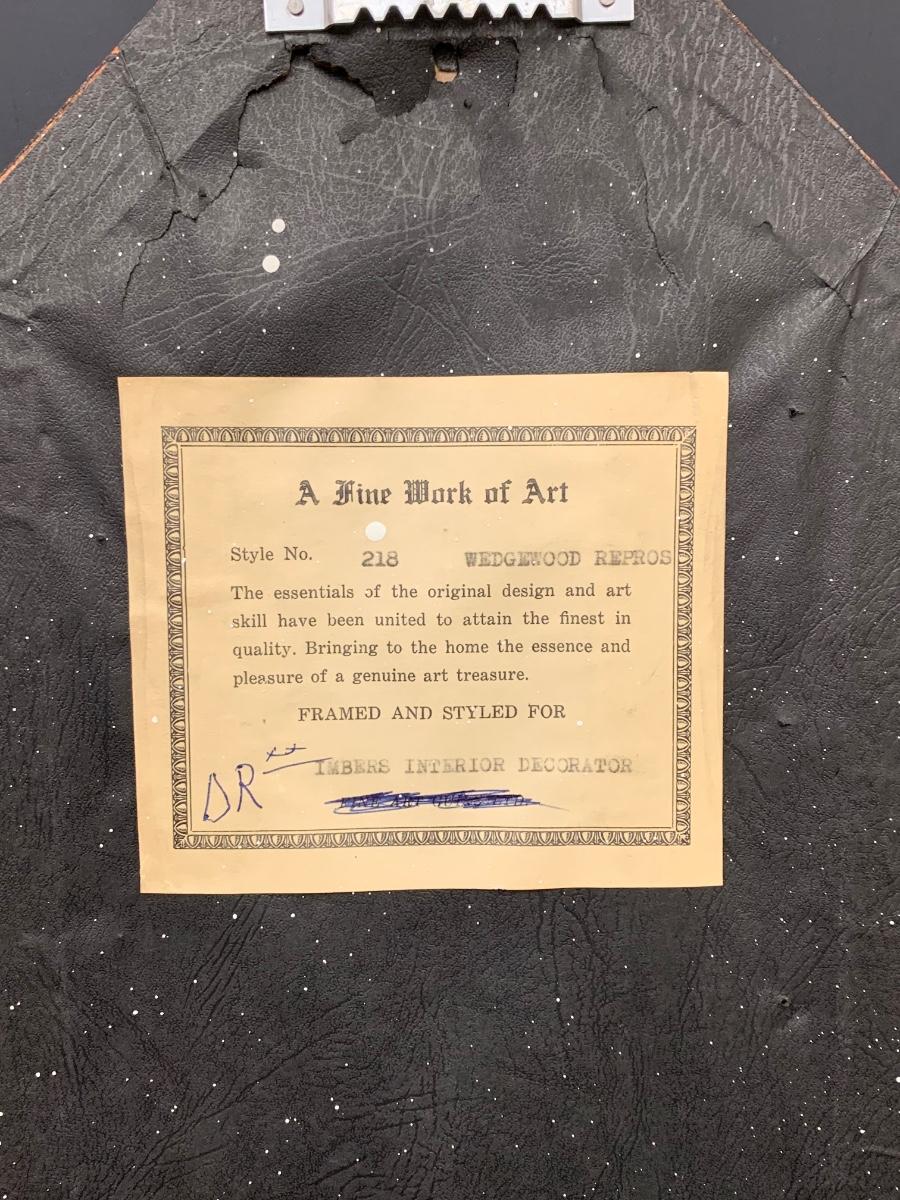 A Fine Work of Art
Style No. 218 WEDGEWOOD REPROS
The essentials of the original design and art
skill have been united to attain the finest in
quality. Bringing to the home the essence and
pleasure of a genuine art treasure.
FRAMED AND STYLED FOR
DR
IMBERS INTERIOR DECORATOR